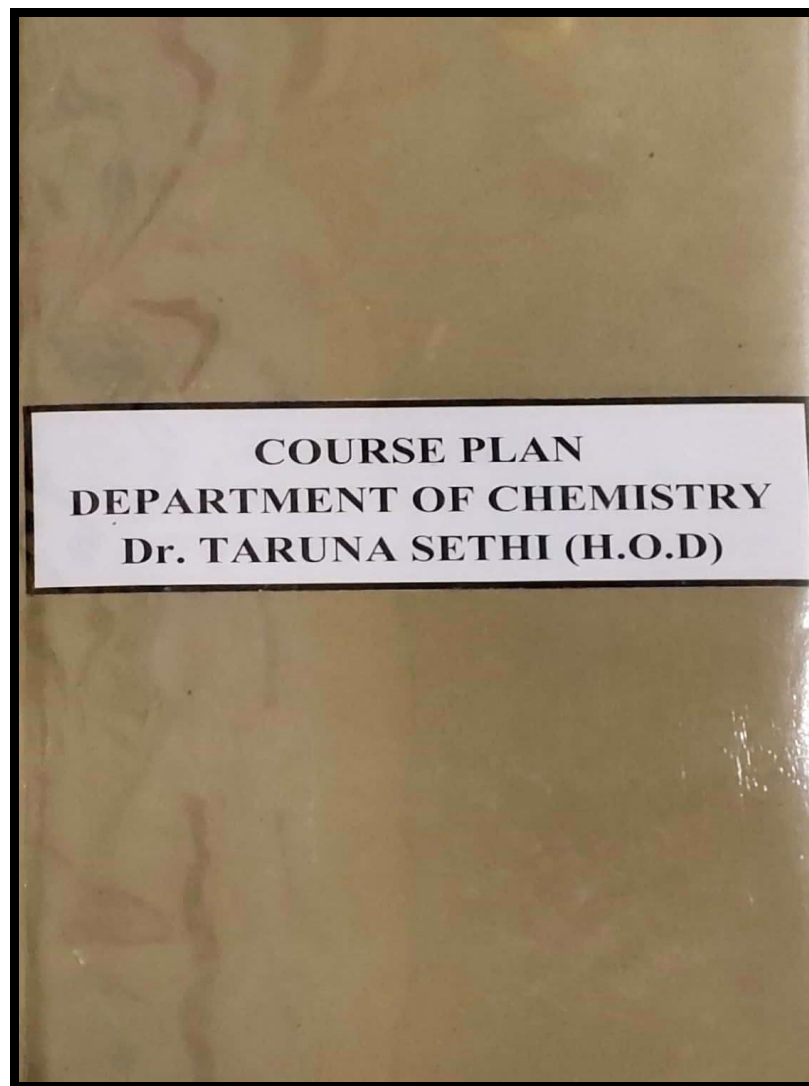 COURSE PLAN
DEPARTMENT OF CHEMISTRY
Dr. TARUNA SETHI (H.O.D)